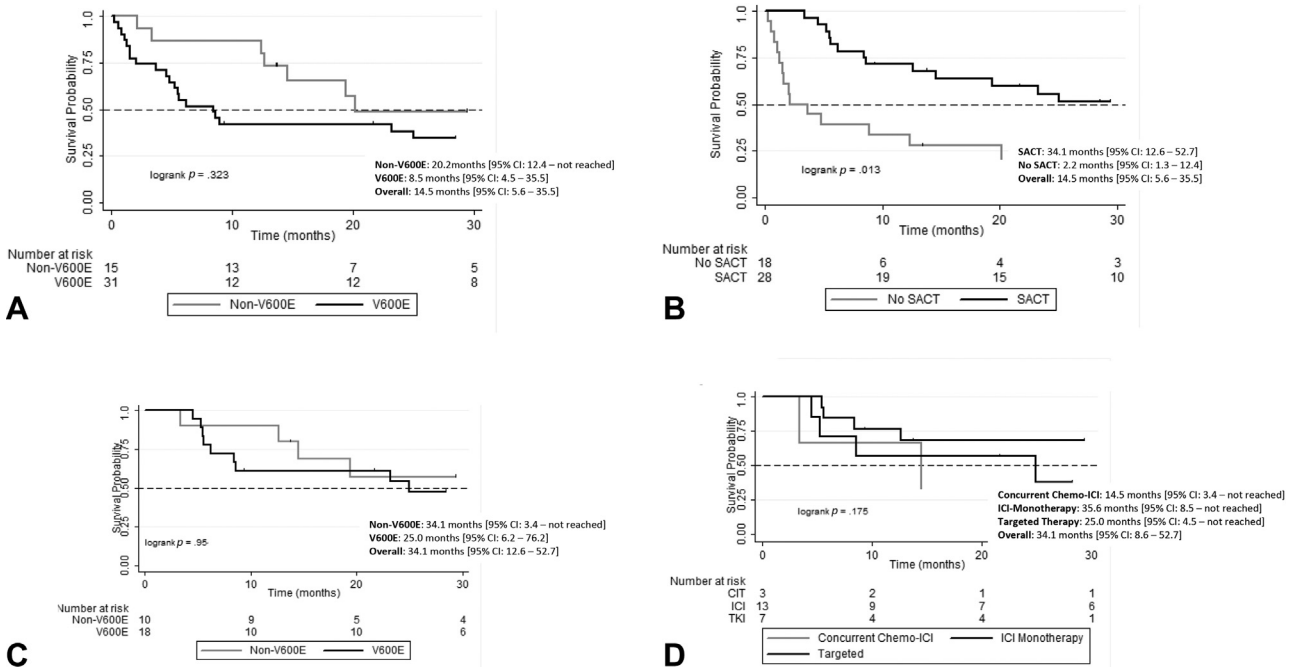 Survival Probability
1.0
0.75
0.50
0.25
0.00
Non-V600E: 20.2months [95% CI: 12.4 – not reached]
V600E: 8.5 months [95% CI: 4.5 – 35.5]
Overall: 14.5 months [95% CI: 5.6 – 35.5]
logrank p = .323
0 10 20 30
Time (months)
Number at risk
Non-V600E 15 13 7 5
V600E 31 12 12 8
Non-V600E V600E
A
Survival Probability
1.0
0.75
0.50
0.25
0.00
SACT: 34.1 months [95% CI: 12.6 – 52.7]
No SACT: 2.2 months [95% CI: 1.3 – 12.4]
Overall: 14.5 months [95% CI: 5.6 – 35.5]
logrank p = .013
0 10 20 30
Time (months)
Number at risk
No SACT 18 6 4 3
SACT 28 19 15 10
No SACT SACT
B
Survival Probability
1.0
0.75
0.50
0.25
0.00
Non-V600E: 34.1 months [95% CI: 3.4 – not reached]
V600E: 25.0 months [95% CI: 6.2 – 76.2]
Overall: 34.1 months [95% CI: 12.6 – 52.7]
logrank p = .95
0 10 20 30
Time (months)
Number at risk
Non-V600E 10 9 5 4
V600E 18 10 10 6
Non-V600E V600E
C
Survival Probability
1.0
0.75
0.50
0.25
0.00
Concurrent Chemo-ICI: 14.5 months [95% CI: 3.4 – not reached]
ICI-Monotherapy: 35.6 months [95% CI: 8.5 – not reached]
Targeted Therapy: 25.0 months [95% CI: 4.5 – not reached]
Overall: 34.1 months [95% CI: 8.6 – 52.7]
logrank p = .175
0 10 20 30
Time (months)
Number at risk
CIT 3 2 1 1
ICI 13 9 7 6
TKI 7 4 4 1
Concurrent Chemo-ICI ICI Monotherapy
Targeted
D